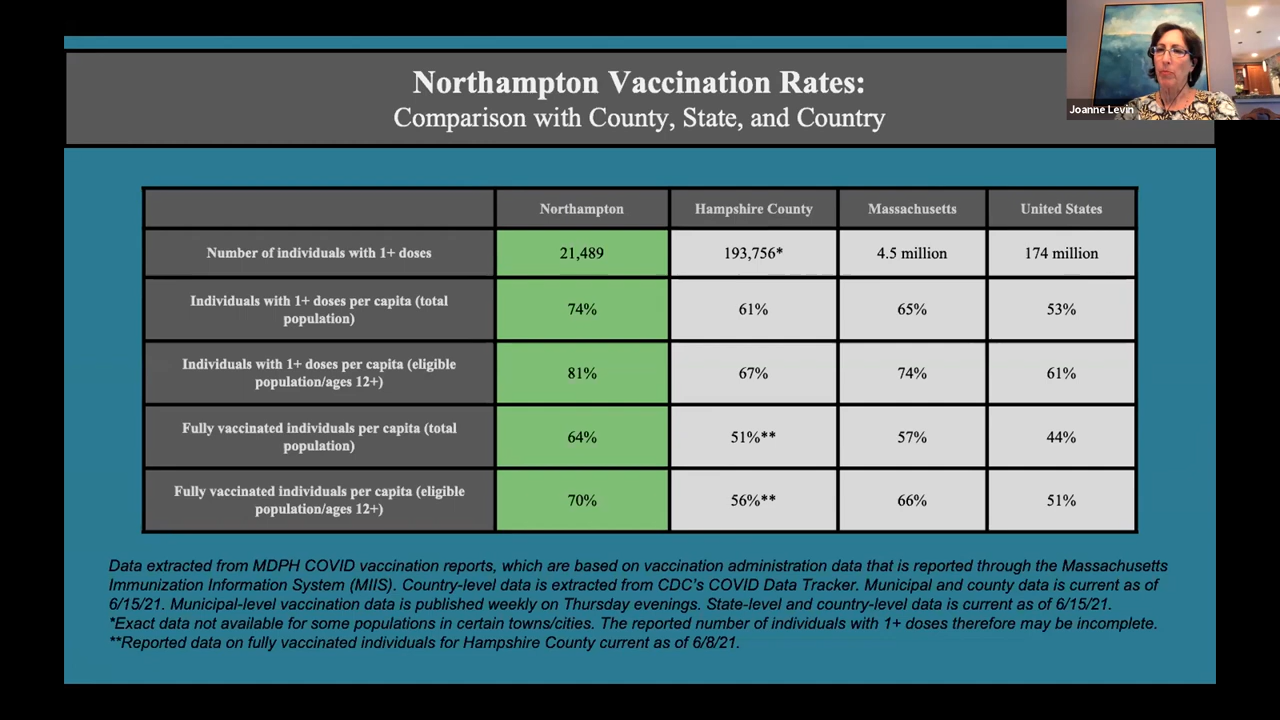 Northampton Vaccination Rates:
Comparison with County, State, and Country
Joanne Levin
Northampton
Hampshire County
Massachusetts
United States
Number of individuals with 1+ doses
21,489
193,756*
4.5 million
174 million
Individuals with 1+ doses per capita (total
population)
74%
61%
65%
53%
Individuals with 1+ doses per capita (eligible
population/ages 12+)
81%
67%
74%
61%
Fully vaccinated individuals per capita (total
population)
64%
51%**
57%
44%
Fully vaccinated individuals per capita (eligible
population/ages 12+)
70%
56%**
66%
51%
Data extracted from MDPH COVID vaccination reports, which are based on vaccination administration data that is reported through the Massachusetts
Immunization Information System (MIIS). Country-level data is extracted from CDC's COVID Data Tracker. Municipal and county data is current as of
6/15/21. Municipal-level vaccination data is published weekly on Thursday evenings. State-level and country-level data is current as of 6/15/21.
*Exact data not available for some populations in certain towns/cities. The reported number of individuals with 1+ doses therefore may be incomplete.
**Reported data on fully vaccinated individuals for Hampshire County current as of 6/8/21.